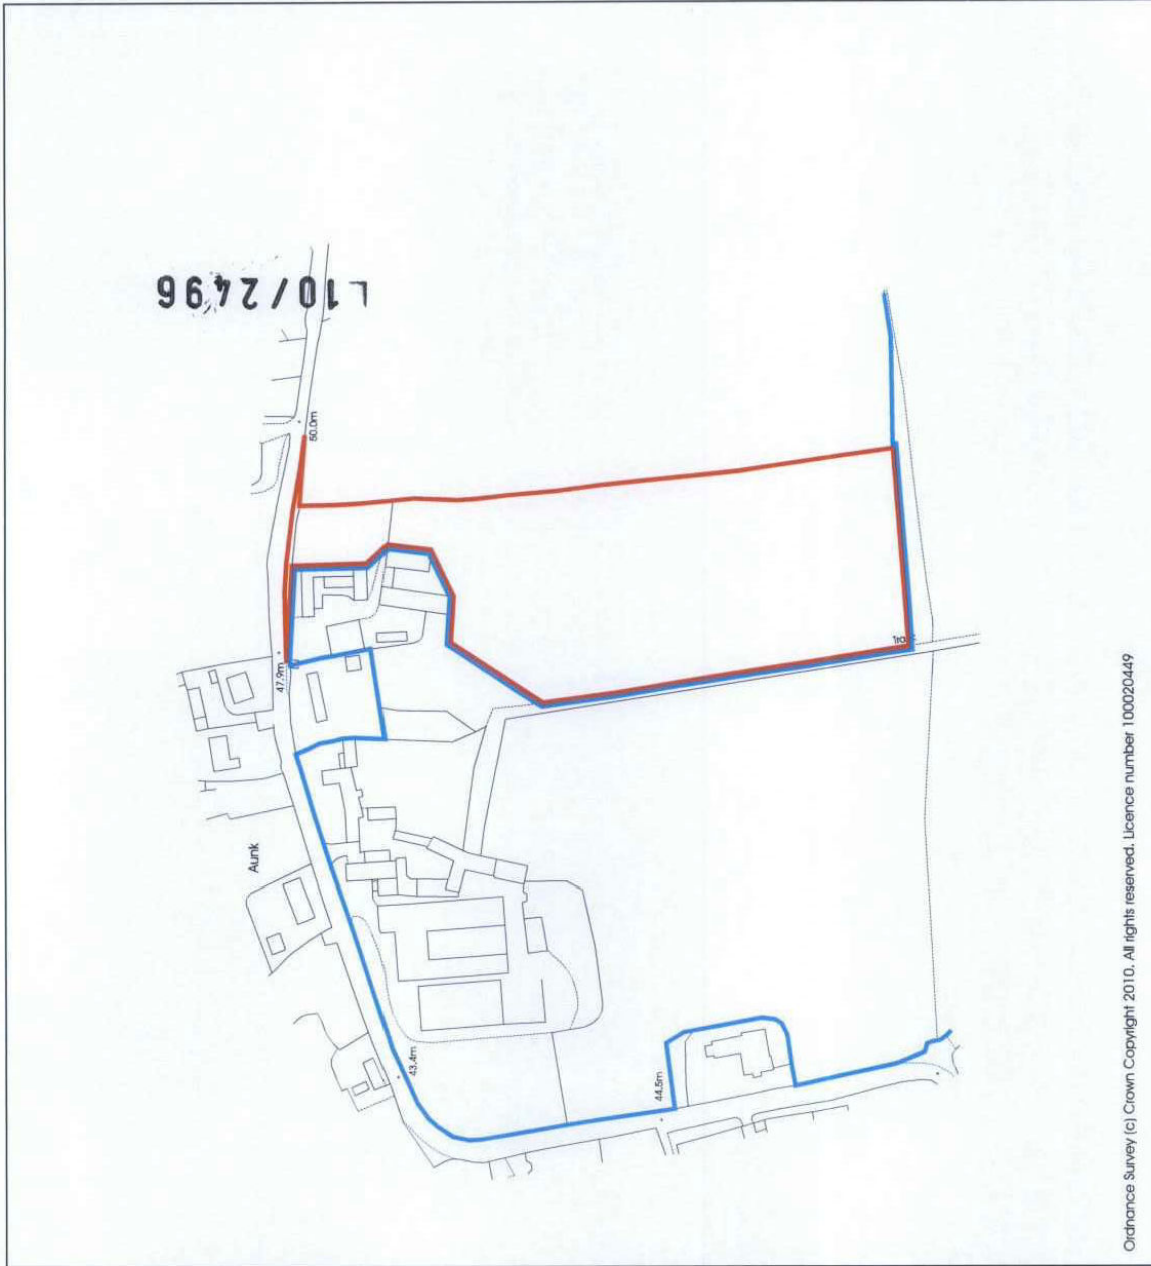 L10/2496
50.0m
47.9m
Aunk
43.4m
44.5m
Track
Ordnance Survey (c) Crown Copyright 2010. All rights reserved. Licence number 100020449